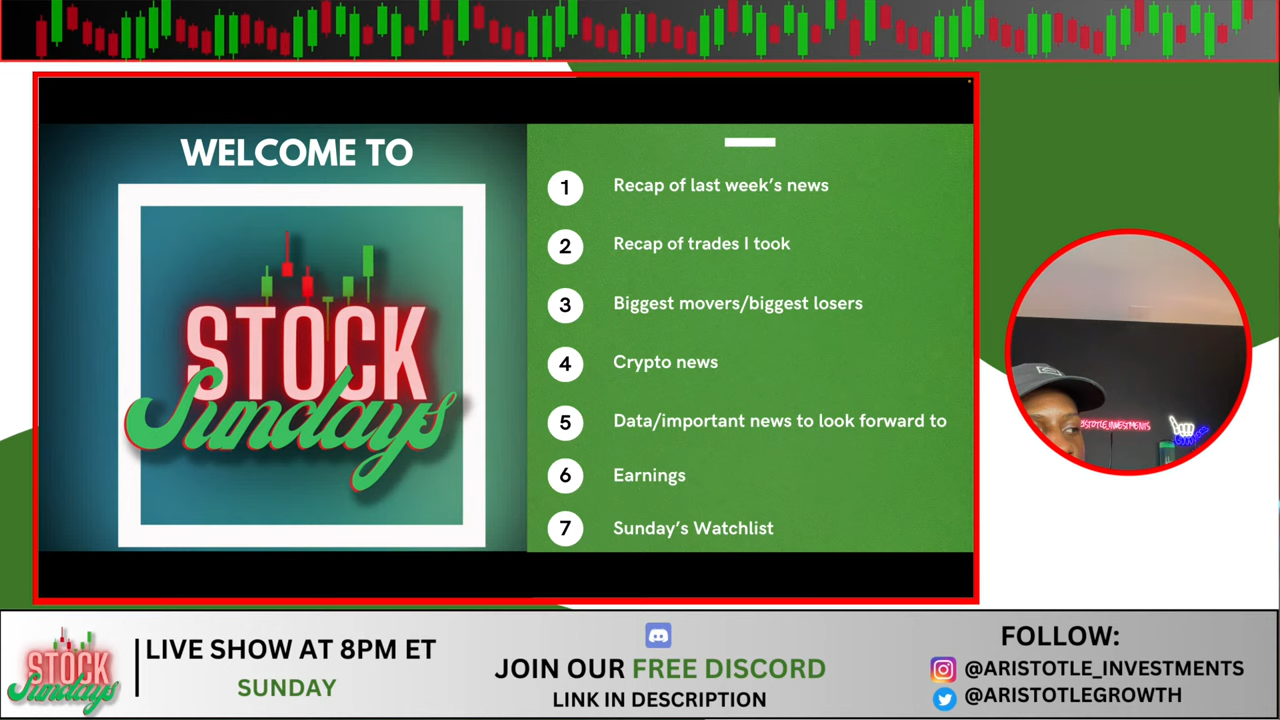 WELCOME TO
STOCK
Sundays
1 Recap of last week’s news
2 Recap of trades I took
3 Biggest movers/biggest losers
4 Crypto news
5 Data/important news to look forward to
6 Earnings
7 Sunday’s Watchlist
STOCK
Sundays
LIVE SHOW AT 8PM ET
SUNDAY
JOIN OUR FREE DISCORD
LINK IN DESCRIPTION
FOLLOW:
@ARISTOTLE_INVESTMENTS
@ARISTOTLEGROWTH